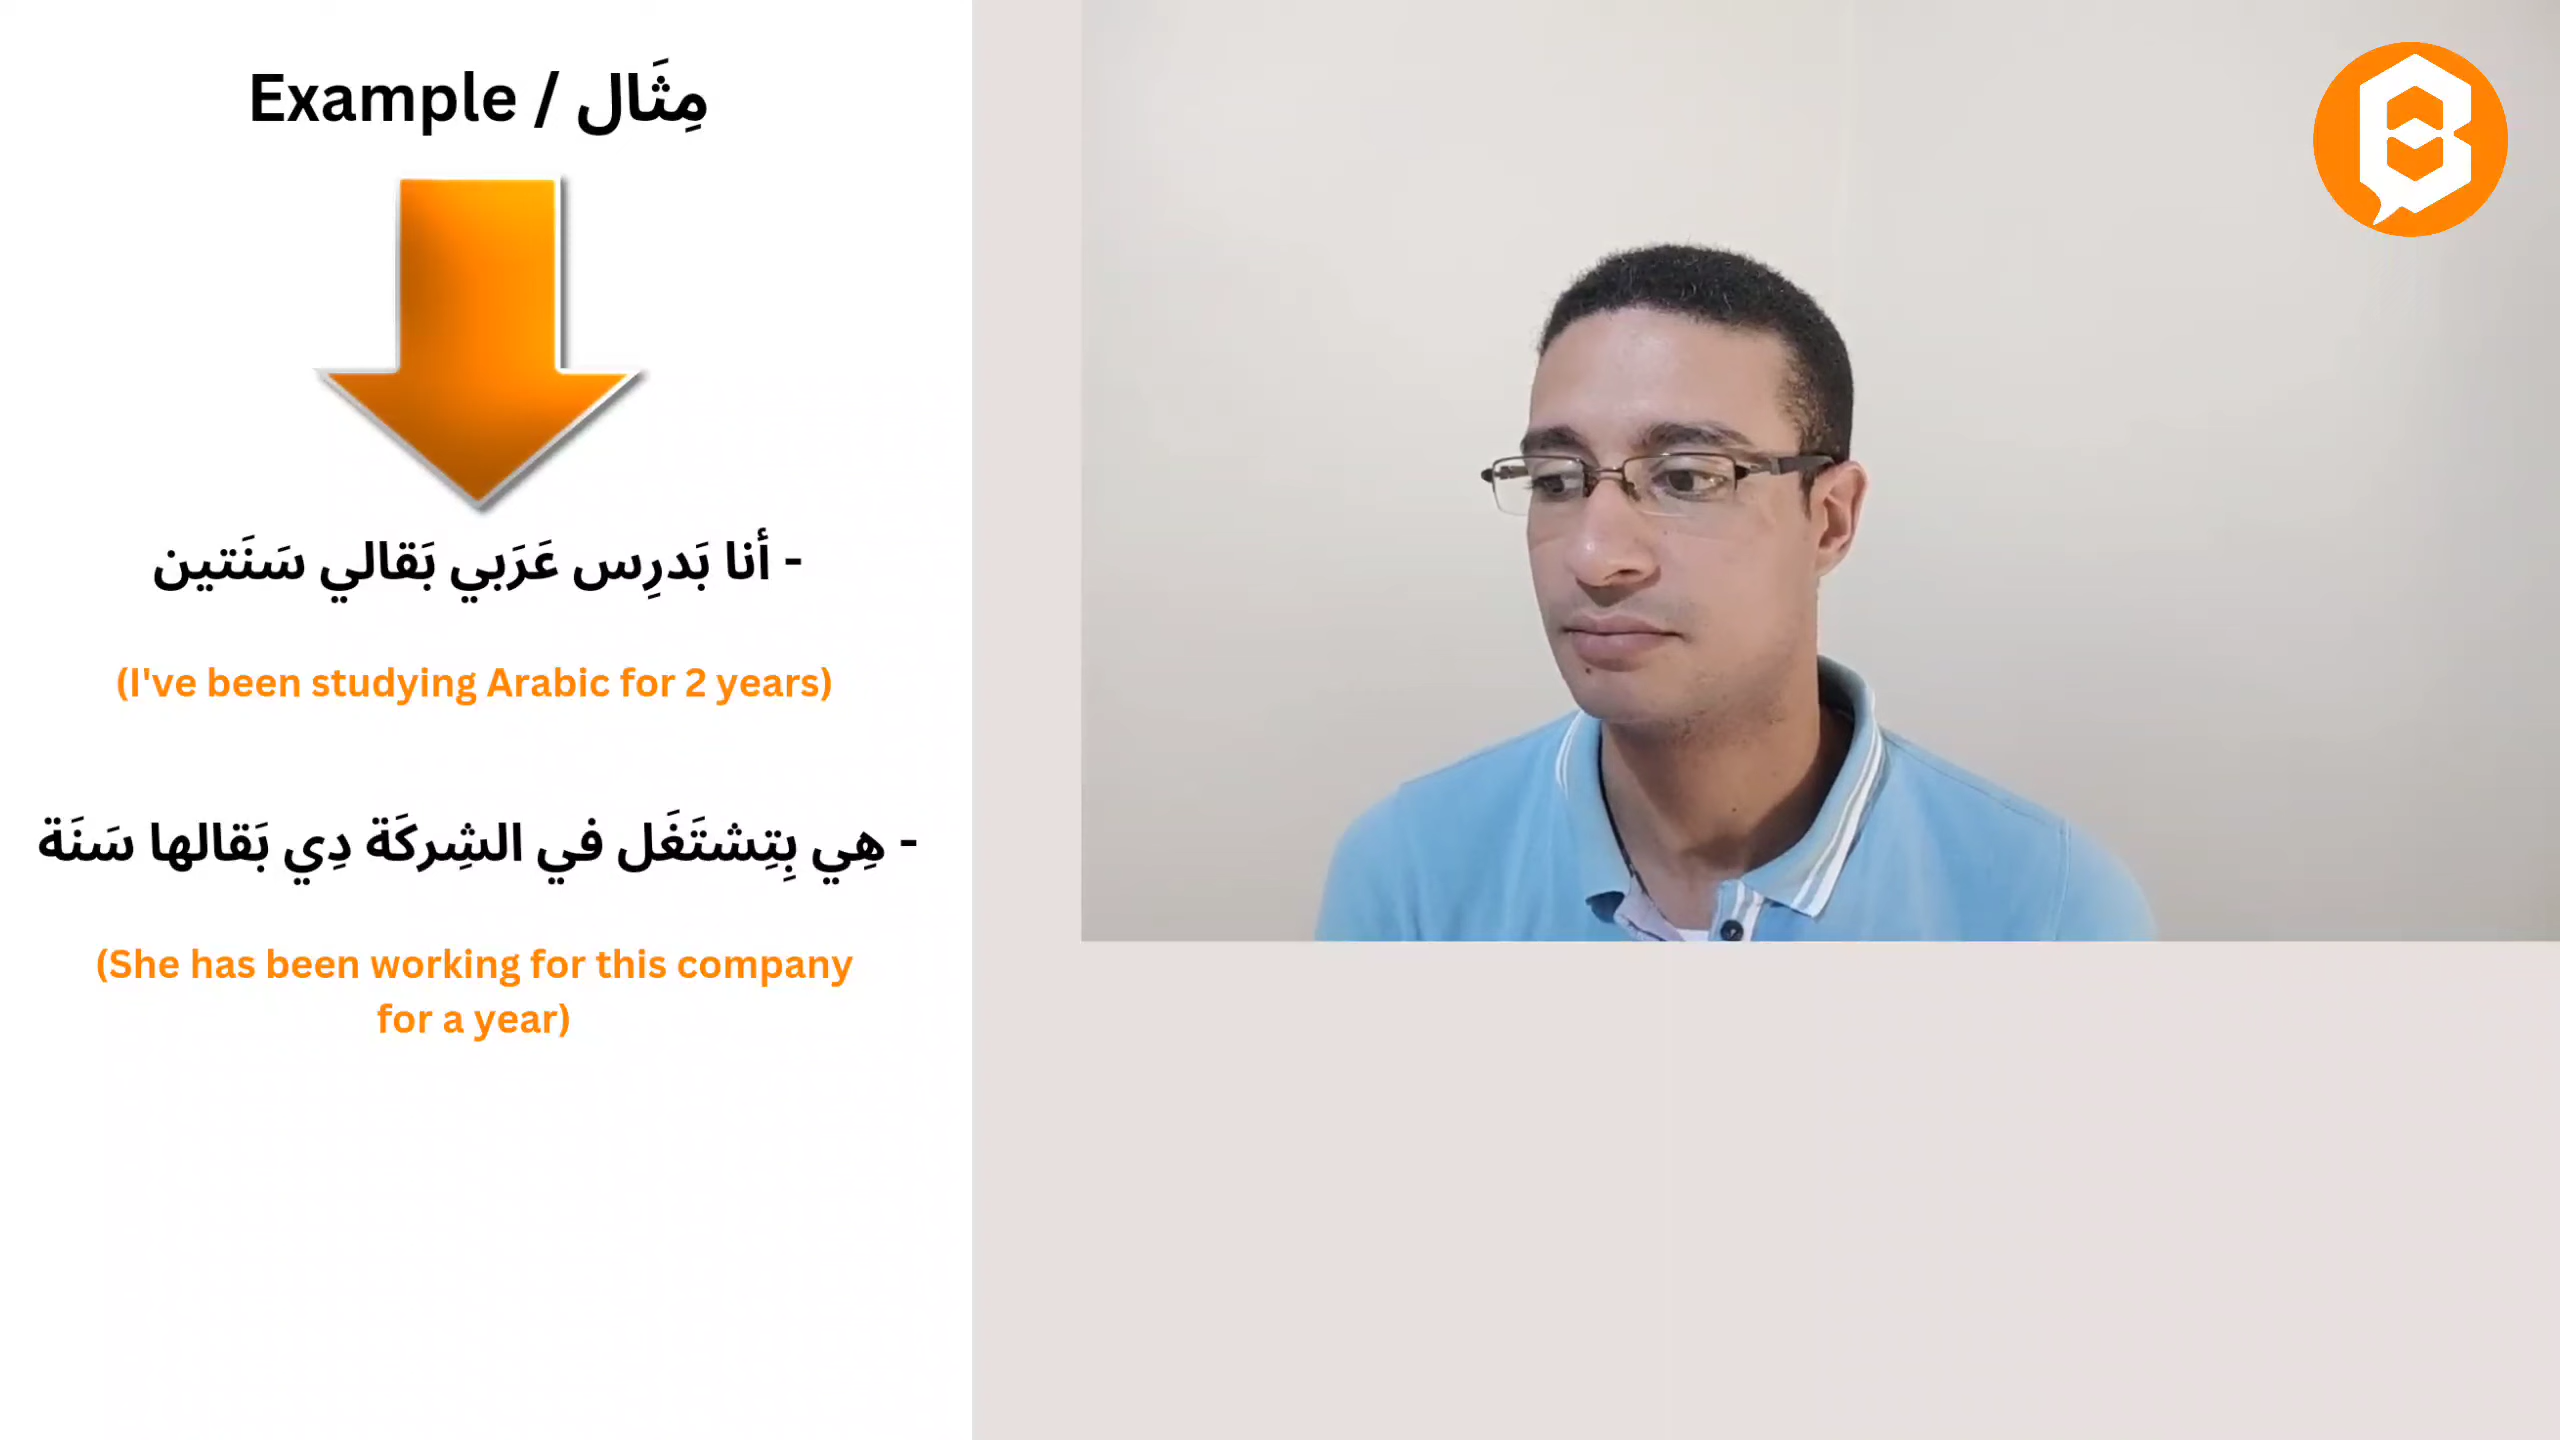 Example / مِثَال
- أنا بَدرِس عَرَبي بَقالي سَنَتين
(I've been studying Arabic for 2 years)
- هِي بِتِشتَغَل في الشِركَة دِي بَقالها سَنَة
(She has been working for this company
for a year)